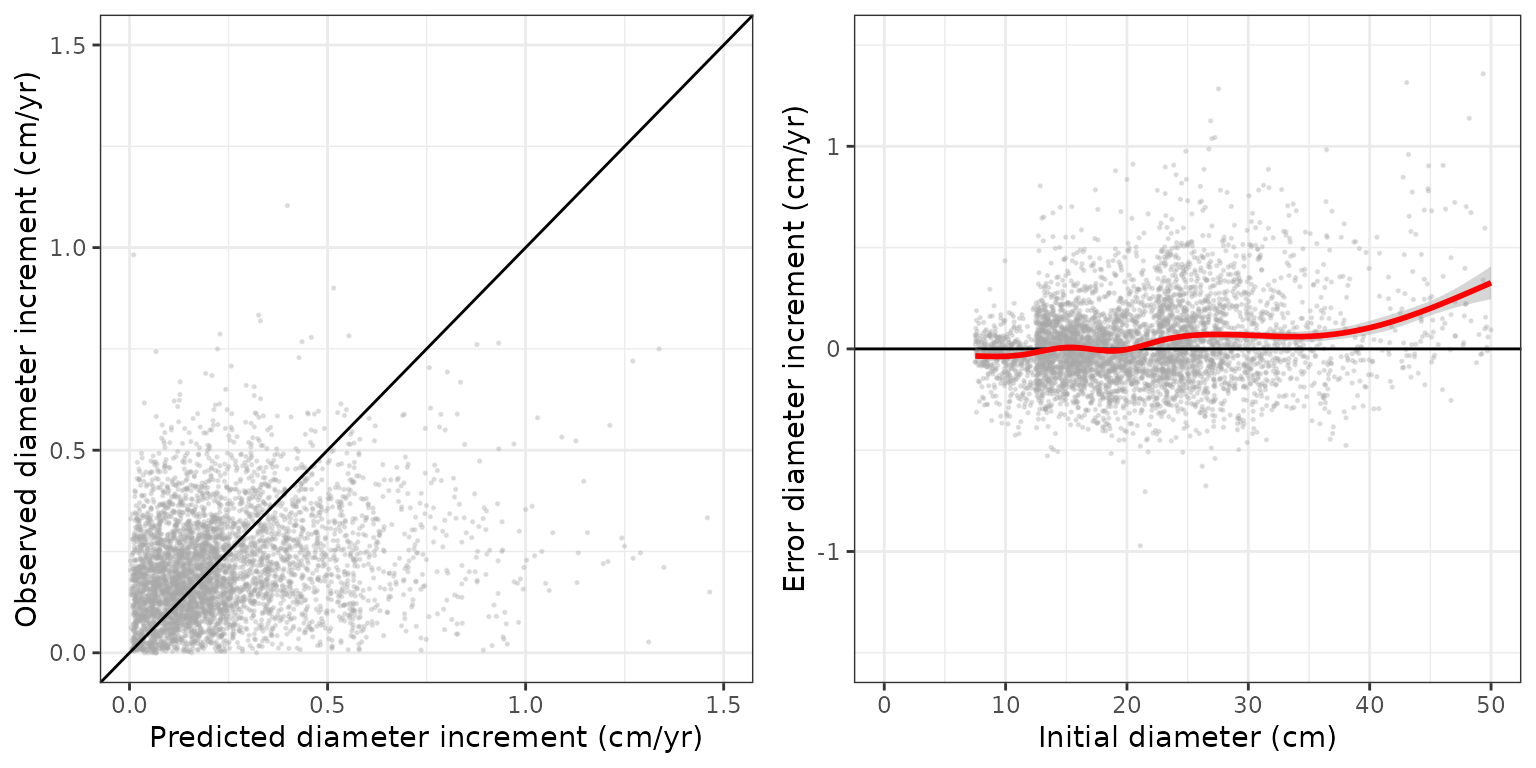 Observed diameter increment (cm/yr)
1.5
1.0
0.5
0.0
0.0 0.5 1.0 1.5
Predicted diameter increment (cm/yr)
Error diameter increment (cm/yr)
1
0
-1
0 10 20 30 40 50
Initial diameter (cm)